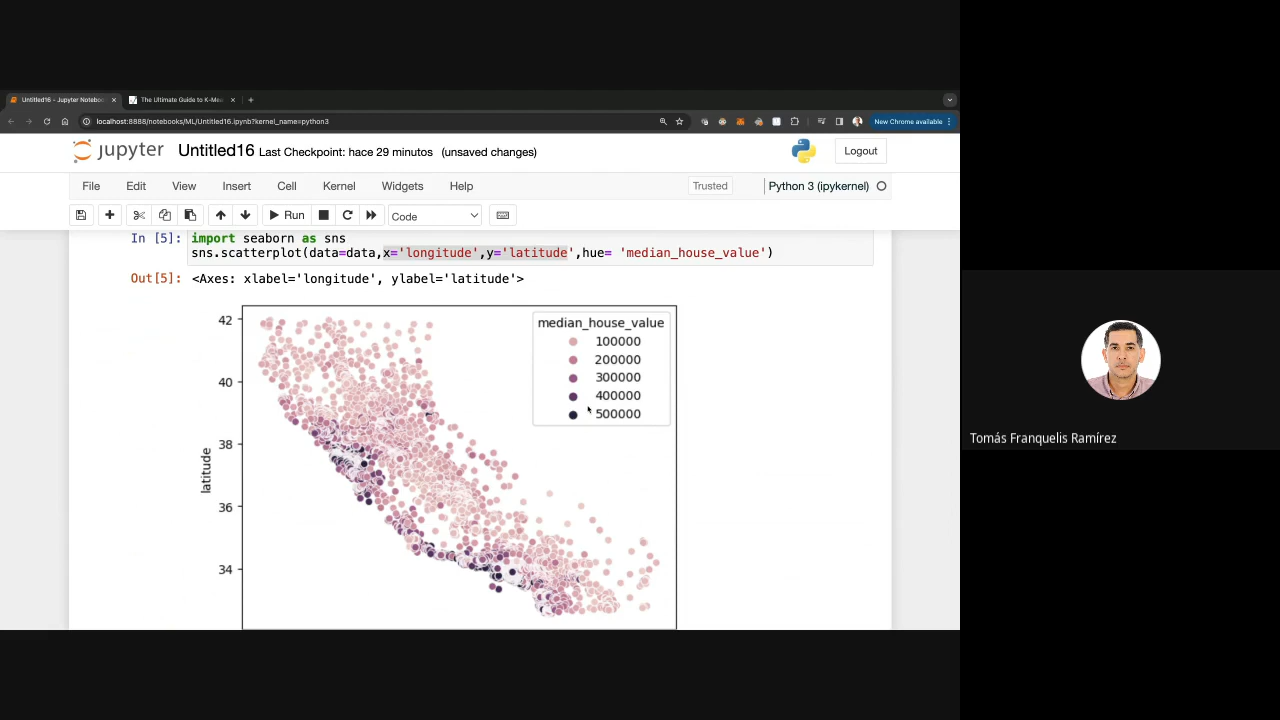 Untitled16 - Jupyter Noteboo
The Ultimate Guide to K-Me
localhost:8888/notebooks/ML/Untitled16.ipynb?kernel_name=python3
New Chrome available
jupyter Untitled16 Last Checkpoint: hace 29 minutos (unsaved changes)
Logout
File Edit View Insert Cell Kernel Widgets Help
Trusted
Python 3 (ipykernel)
Run
Code
In [5]: import seaborn as sns
sns.scatterplot(data=data,x='longitude',y='latitude',hue= 'median_house_value')
Out[5]: <Axes: xlabel='longitude', ylabel='latitude'>
median_house_value
100000
200000
300000
400000
500000
42
40
38
36
34
latitude
Tomás Franquelis Ramírez